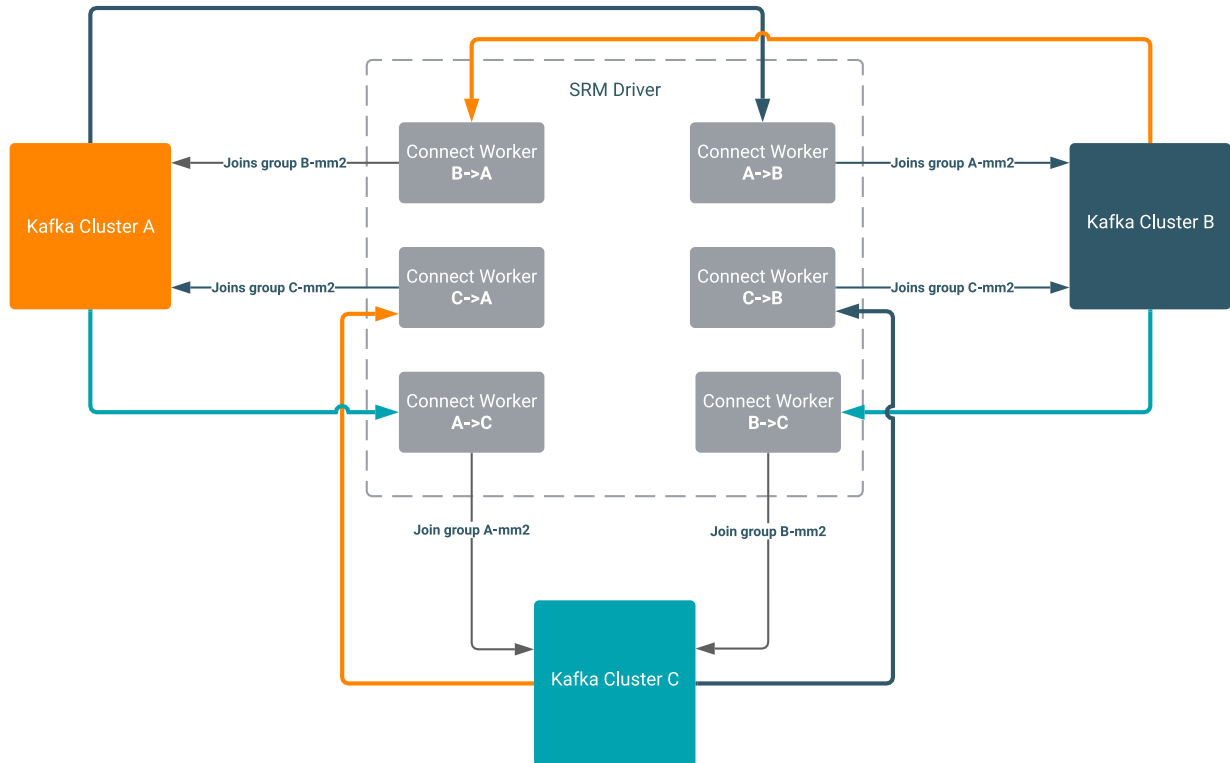 SRM Driver
Connect Worker
B->A
Connect Worker
A->B
Joins group B-mm2
Joins group A-mm2
Kafka Cluster A
Kafka Cluster B
Connect Worker
C->A
Connect Worker
C->B
Joins group C-mm2
Joins group C-mm2
Connect Worker
A->C
Connect Worker
B->C
Join group A-mm2
Join group B-mm2
Kafka Cluster C